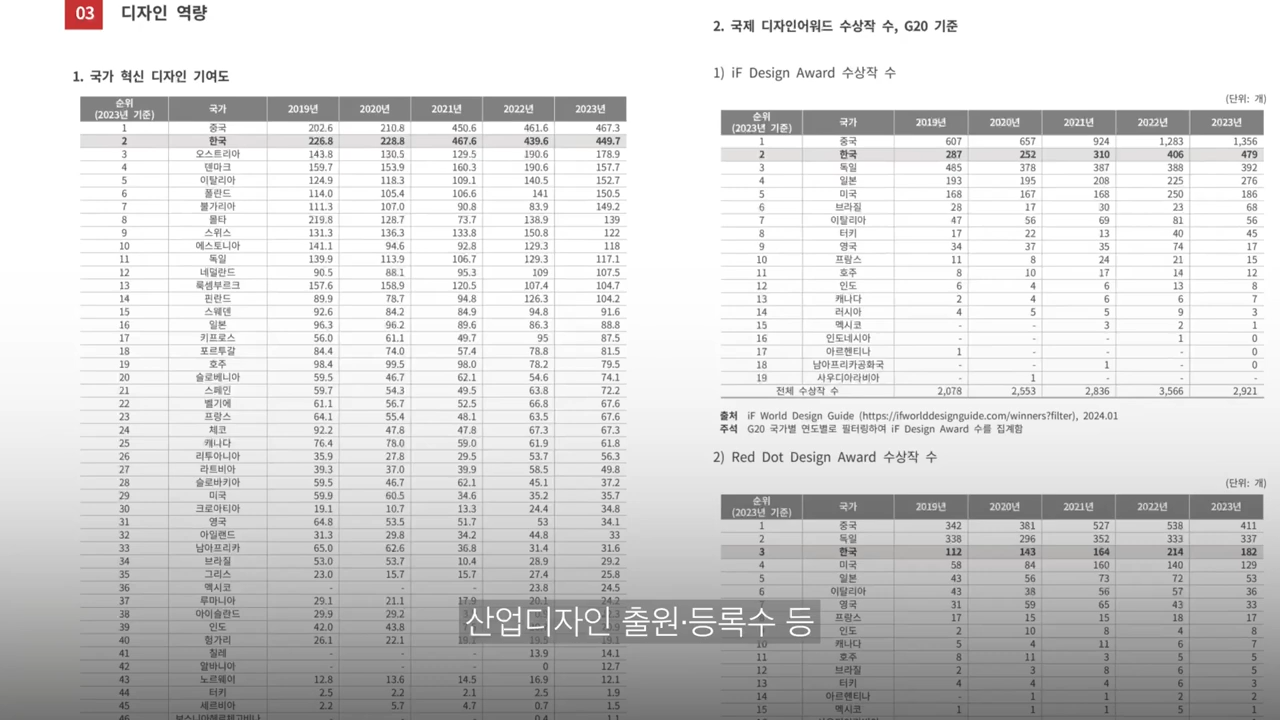 03 디자인 역량
1. 국가 혁신 디자인 기여도
순위 (2023년 기준) 국가 2019년 2020년 2021년 2022년 2023년
1 중국 202.6 210.8 450.6 461.6 467.3
2 한국 226.8 228.8 467.6 439.6 449.7
3 오스트리아 143.8 130.5 129.5 190.6 178.9
4 덴마크 159.7 153.9 160.3 190.6 157.7
5 이탈리아 124.9 118.3 109.1 140.5 152.7
6 폴란드 114.0 105.4 106.6 141 150.5
7 불가리아 111.3 107.0 90.8 83.9 149.2
8 몰타 219.8 128.7 73.7 138.9 139
9 스위스 131.3 136.3 133.8 150.8 122
10 에스토니아 141.1 94.6 92.8 129.3 118
11 독일 139.9 113.9 106.7 129.3 117.1
12 네덜란드 90.5 88.1 95.3 109 107.5
13 룩셈부르크 157.6 158.9 120.5 107.4 104.7
14 핀란드 89.9 78.7 94.8 126.3 104.2
15 스웨덴 92.6 84.2 84.9 94.8 91.6
16 일본 96.3 96.2 89.6 86.3 88.8
17 키프로스 56.0 61.1 49.7 95 87.5
18 포르투갈 84.4 74.0 57.4 78.8 81.5
19 호주 98.4 99.5 98.0 78.2 79.5
20 슬로베니아 59.5 46.7 62.1 54.6 74.1
21 스페인 59.7 54.3 49.5 63.8 72.2
22 벨기에 61.1 56.7 52.5 66.8 67.6
23 프랑스 64.1 55.4 48.1 63.5 67.6
24 체코 92.2 47.8 47.8 67.3 67.3
25 캐나다 76.4 78.0 59.0 61.9 61.8
26 리투아니아 35.9 27.8 29.5 53.7 56.3
27 라트비아 39.3 37.0 39.9 58.5 49.8
28 슬로바키아 59.5 46.7 62.1 45.1 37.2
29 미국 59.9 60.5 34.6 35.2 35.7
30 크로아티아 19.1 10.7 13.3 24.4 34.8
31 영국 64.8 53.5 51.7 53 34.1
32 아일랜드 31.3 29.8 34.2 44.8 33
33 남아프리카 65.0 62.6 36.8 31.4 31.6
34 브라질 53.0 53.7 10.4 28.9 29.2
35 그리스 23.0 15.7 15.7 27.4 25.8
36 멕시코 - - - 23.8 24.5
37 루마니아 29.1 21.1 17.9 20.1 24.2
38 아이슬란드 29.9 29.2
39 인도 42.0 43.8
40 헝가리 26.1 22.1
41 칠레 - - - 13.9 14.1
42 알바니아 - - - 0 12.7
43 노르웨이 12.8 13.6 14.5 16.9 12.1
44 터키 2.5 2.2 2.1 2.5 1.9
45 세르비아 2.2 5.7 4.7 0.7 1.5
46 보스니아헤르체고비나 - - - 0.4 1.1
2. 국제 디자인어워드 수상작 수, G20 기준
1) iF Design Award 수상작 수
(단위: 개)
순위 (2023년 기준) 국가 2019년 2020년 2021년 2022년 2023년
1 중국 607 657 924 1,283 1,356
2 한국 287 252 310 406 479
3 독일 485 378 387 388 392
4 일본 193 195 208 225 276
5 미국 168 167 168 250 186
6 브라질 28 17 30 23 68
7 이탈리아 47 56 69 81 56
8 터키 17 22 13 40 45
9 영국 34 37 35 74 17
10 프랑스 11 8 24 21 15
11 호주 8 10 17 14 12
12 인도 6 4 6 13 8
13 캐나다 2 4 6 6 7
14 러시아 4 5 5 9 3
15 멕시코 - - 3 2 1
16 인도네시아 - - - 1 0
17 아르헨티나 1 - - - 0
18 남아프리카공화국 - - 1 - 0
19 사우디아라비아 - 1 - - -
전체 수상작 수 2,078 2,553 2,836 3,566 2,921
출처 iF World Design Guide (https://ifworlddesignguide.com/winners?filter), 2024.01
주석 G20 국가별 연도별로 필터링하여 iF Design Award 수를 집계함
2) Red Dot Design Award 수상작 수
(단위: 개)
순위 (2023년 기준) 국가 2019년 2020년 2021년 2022년 2023년
1 중국 342 381 527 538 411
2 독일 338 296 352 333 337
3 한국 112 143 164 214 182
4 미국 58 84 160 140 129
5 일본 43 56 73 72 53
6 이탈리아 43 38 56 57 36
영국 31 59 65 43 33
프랑스 17 15 15 18 17
인도 2 10 8 4 8
10 캐나다 5 4 11 6 7
11 호주 8 11 3 5 5
12 브라질 2 3 8 6 5
13 터키 4 4 4 6 3
14 아르헨티나 - 1 1 2 2
15 멕시코 1 1 1 5 1
산업디자인 출원·등록수 등